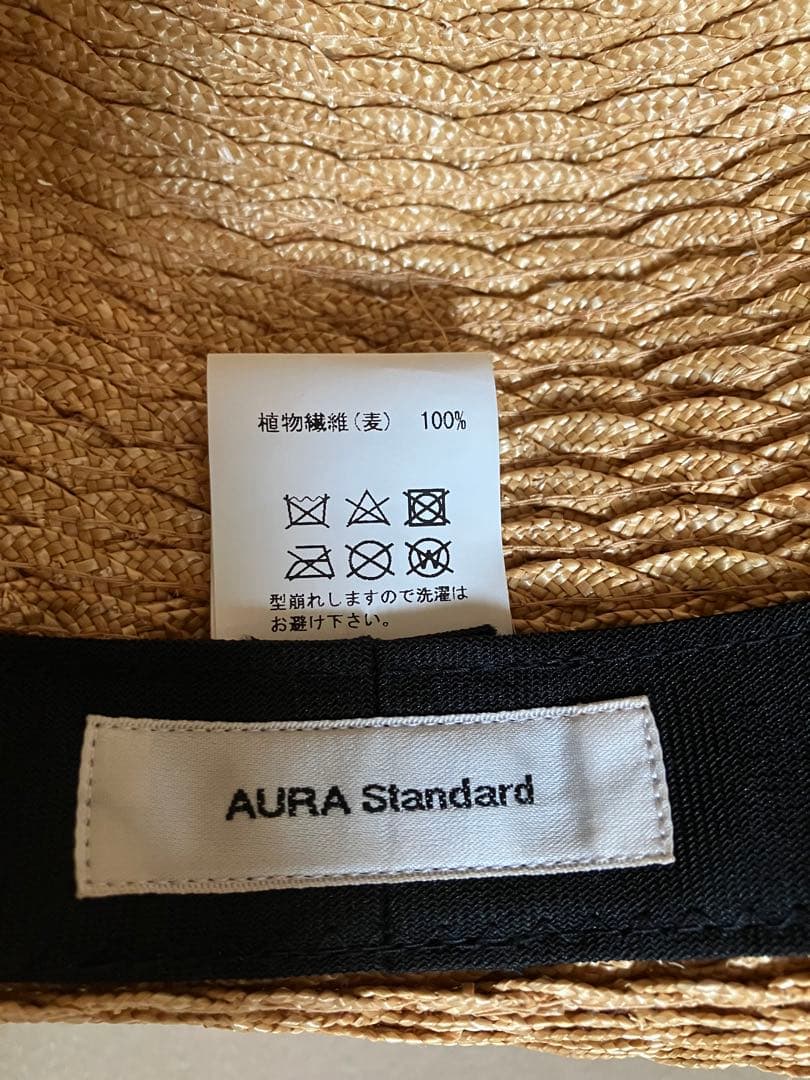 植物繊維(麦) 100%
W
型崩れしますので洗濯は
お避け下さい。
AURA Standard